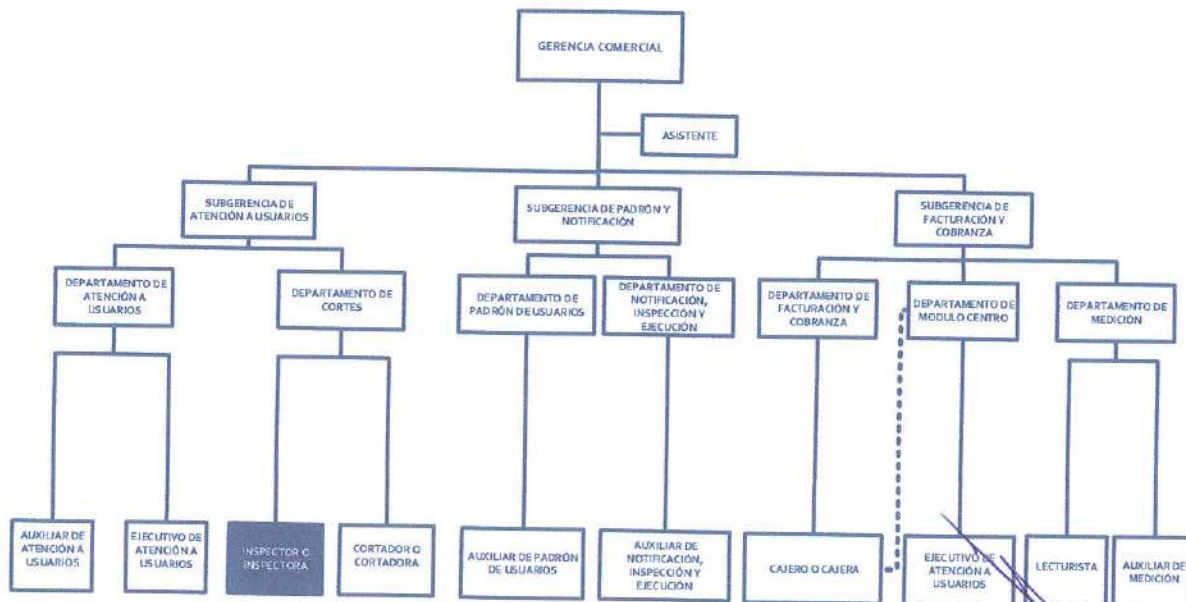 GERENCIA COMERCIAL
ASISTENTE
SUBGERENCIA DE
ATENCIÓN A USUARIOS
SUBGERENCIA DE PADRÓN Y
NOTIFICACIÓN
SUBGERENCIA DE
FACTURACIÓN Y
COBRANZA
DEPARTAMENTO DE
ATENCIÓN A
USUARIOS
DEPARTAMENTO DE
CORTES
DEPARTAMENTO DE
PADRÓN DE USUARIOS
DEPARTAMENTO DE
NOTIFICACIÓN,
INSPECCIÓN Y
EJECUCIÓN
DEPARTAMENTO DE
FACTURACIÓN Y
COBRANZA
DEPARTAMENTO DE
MODULO CENTRO
DEPARTAMENTO DE
MEDICIÓN
AUXILIAR DE
ATENCIÓN A
USUARIOS
EJECUTIVO DE
ATENCIÓN A
USUARIOS
INSPECTOR O
INSPECTORA
CORTADOR O
CORTADORA
AUXILIAR DE PADRÓN
DE USUARIOS
AUXILIAR DE
NOTIFICACIÓN,
INSPECCIÓN Y
EJECUCIÓN
CAJERO O CAJERA
EJECUTIVO DE
ATENCIÓN A
USUARIOS
LECTURISTA
AUXILIAR DE
MEDICIÓN